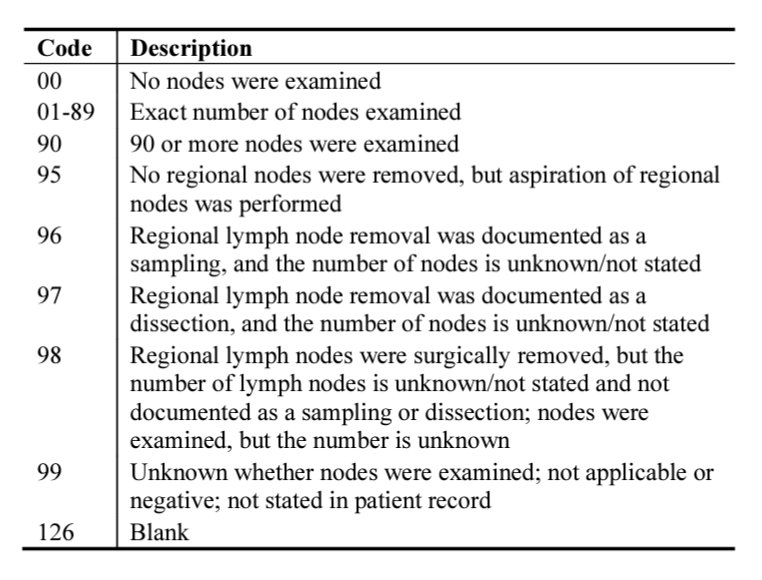 Code Description
00 No nodes were examined
01-89 Exact number of nodes examined
90 90 or more nodes were examined
95 No regional nodes were removed, but aspiration of regional
nodes was performed
96 Regional lymph node removal was documented as a
sampling, and the number of nodes is unknown/not stated
97 Regional lymph node removal was documented as a
dissection, and the number of nodes is unknown/not stated
98 Regional lymph nodes were surgically removed, but the
number of lymph nodes is unknown/not stated and not
documented as a sampling or dissection; nodes were
examined, but the number is unknown
99 Unknown whether nodes were examined; not applicable or
negative; not stated in patient record
126 Blank